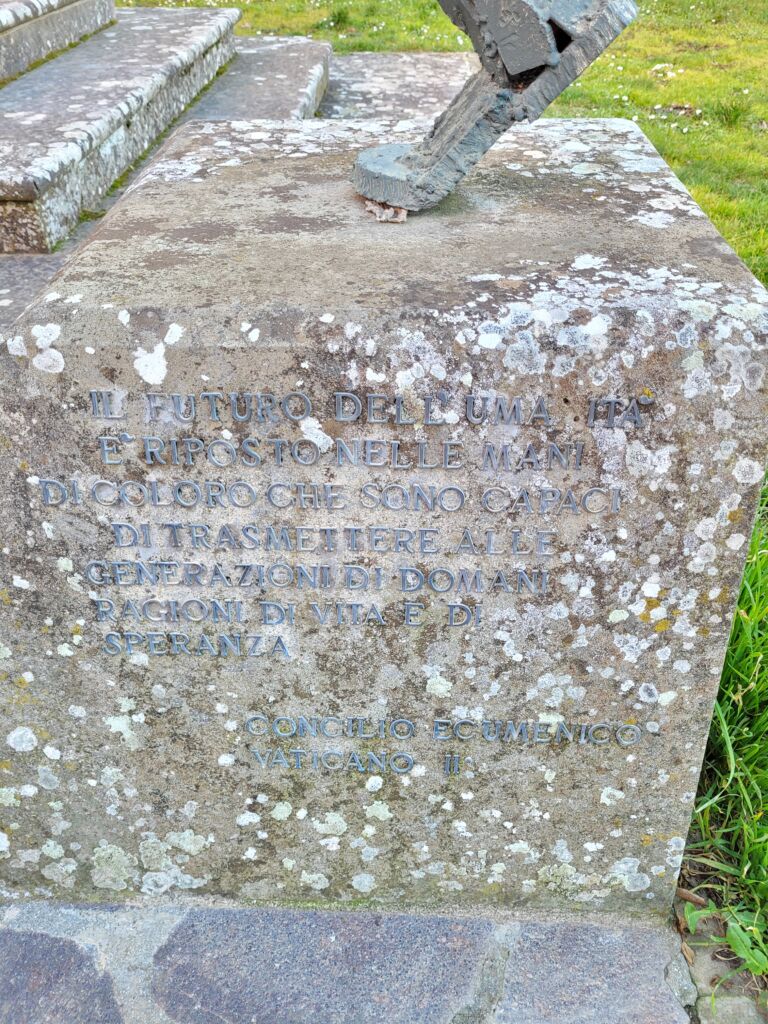 IL FUTURO DELL'UMA ITA'
E' RIPOSTO NELLE MANI
DI COLORO CHE SONO CAPACI
DI TRASMETTERE ALLE
GENERAZIONI DI DOMANI
RAGIONI DI VITA E DI
SPERANZA
CONCILIO ECUMENICO
VATICANO II